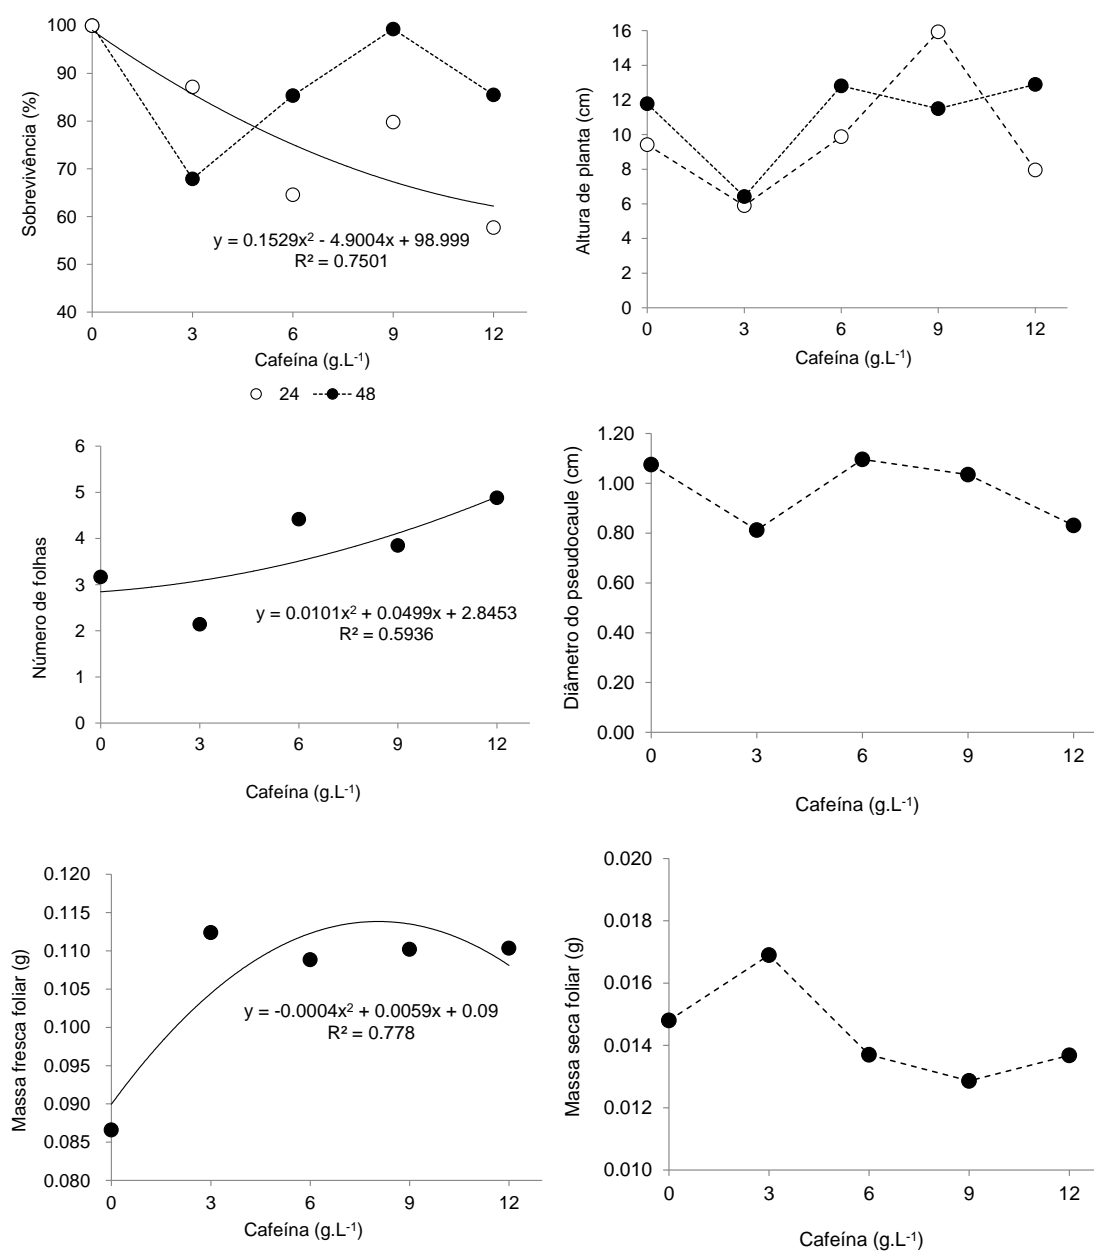 Sobrevivência (%)
100
90
80
70
60
50
40
y = 0.1529x² - 4.9004x + 98.999
R² = 0.7501
0 3 6 9 12
Cafeína (g.L⁻¹)
24 48
Altura de planta (cm)
16
14
12
10
8
6
4
2
0
0 3 6 9 12
Cafeína (g.L⁻¹)
Número de folhas
6
5
4
3
2
1
0
y = 0.0101x² + 0.0499x + 2.8453
R² = 0.5936
0 3 6 9 12
Cafeína (g.L⁻¹)
Diâmetro do pseudocaule (cm)
1.20
1.00
0.80
0.60
0.40
0.20
0.00
0 3 6 9 12
Cafeína (g.L⁻¹)
Massa fresca foliar (g)
0.120
0.115
0.110
0.105
0.100
0.095
0.090
0.085
0.080
y = -0.0004x² + 0.0059x + 0.09
R² = 0.778
0 3 6 9 12
Cafeína (g.L⁻¹)
Massa seca foliar (g)
0.020
0.018
0.016
0.014
0.012
0.010
0 3 6 9 12
Cafeína (g.L⁻¹)